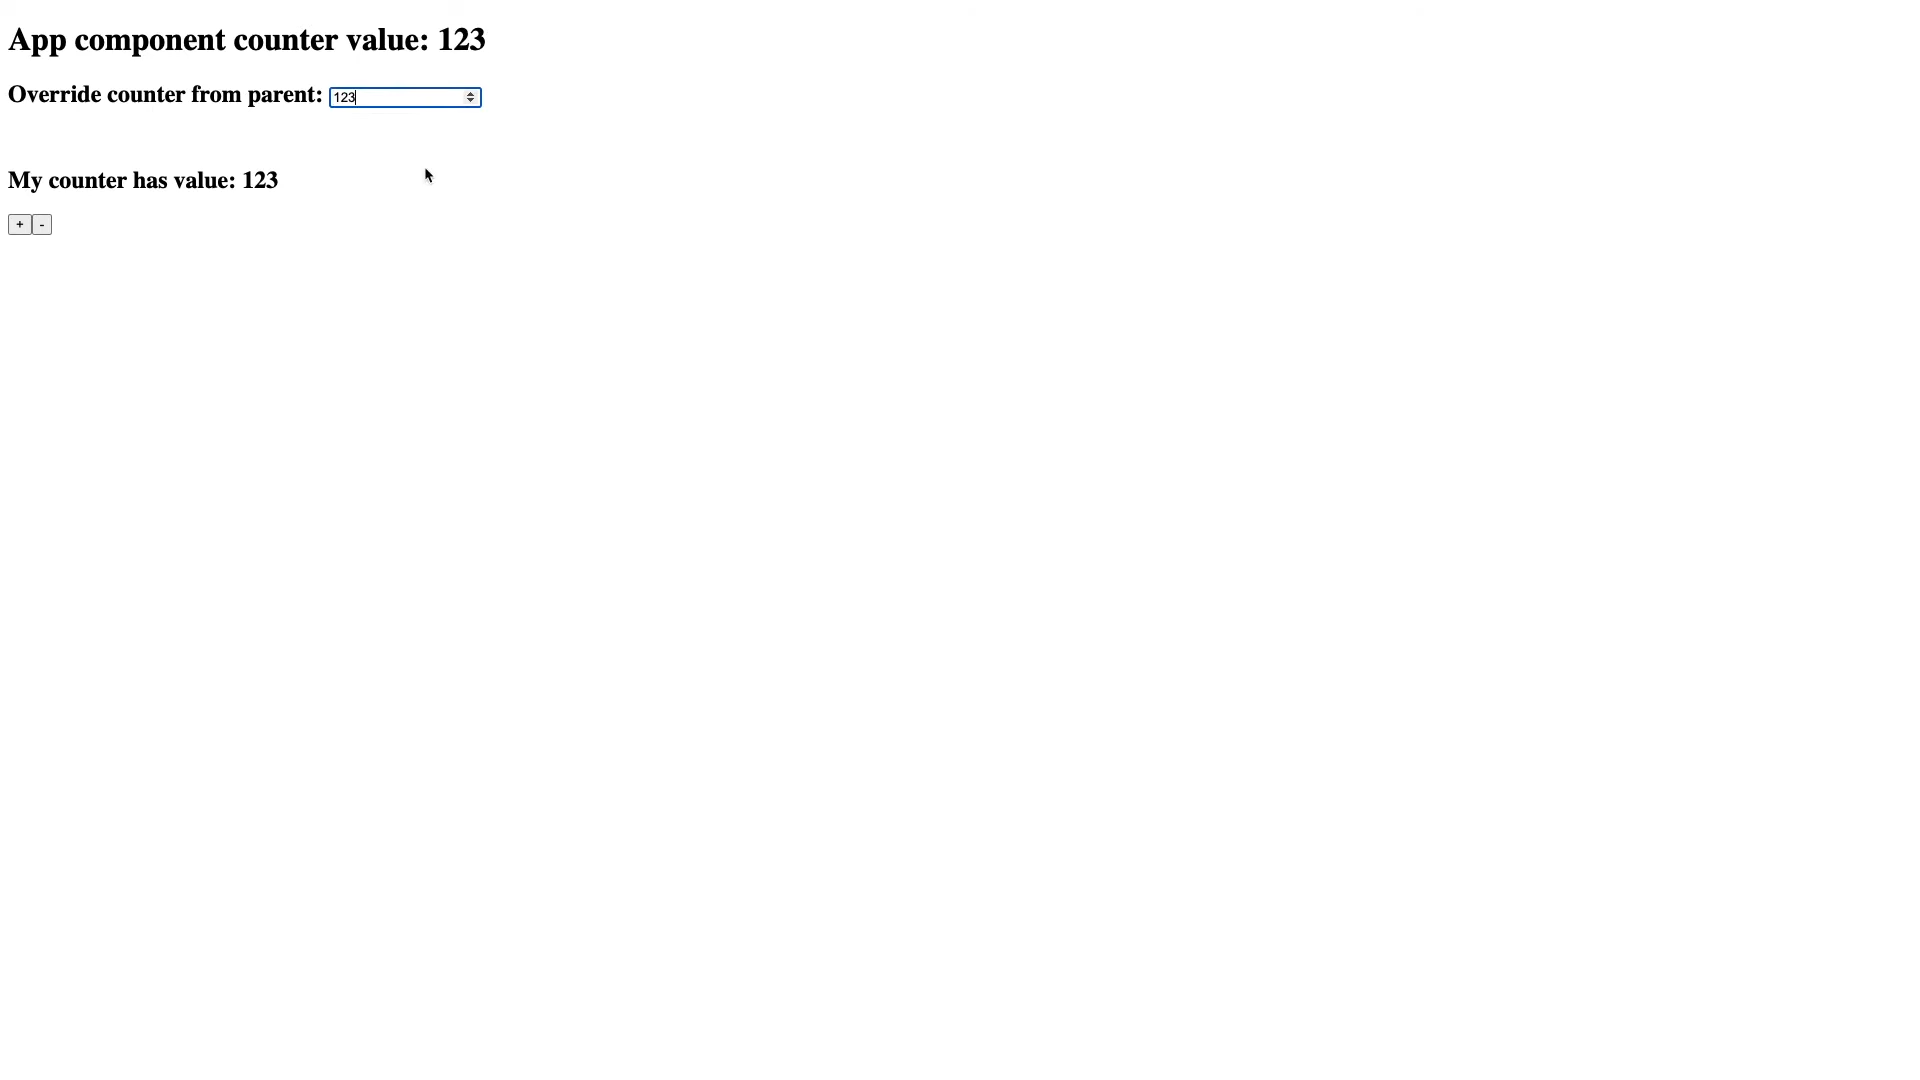 App component counter value: 123
Override counter from parent: 123
My counter has value: 123
+ -